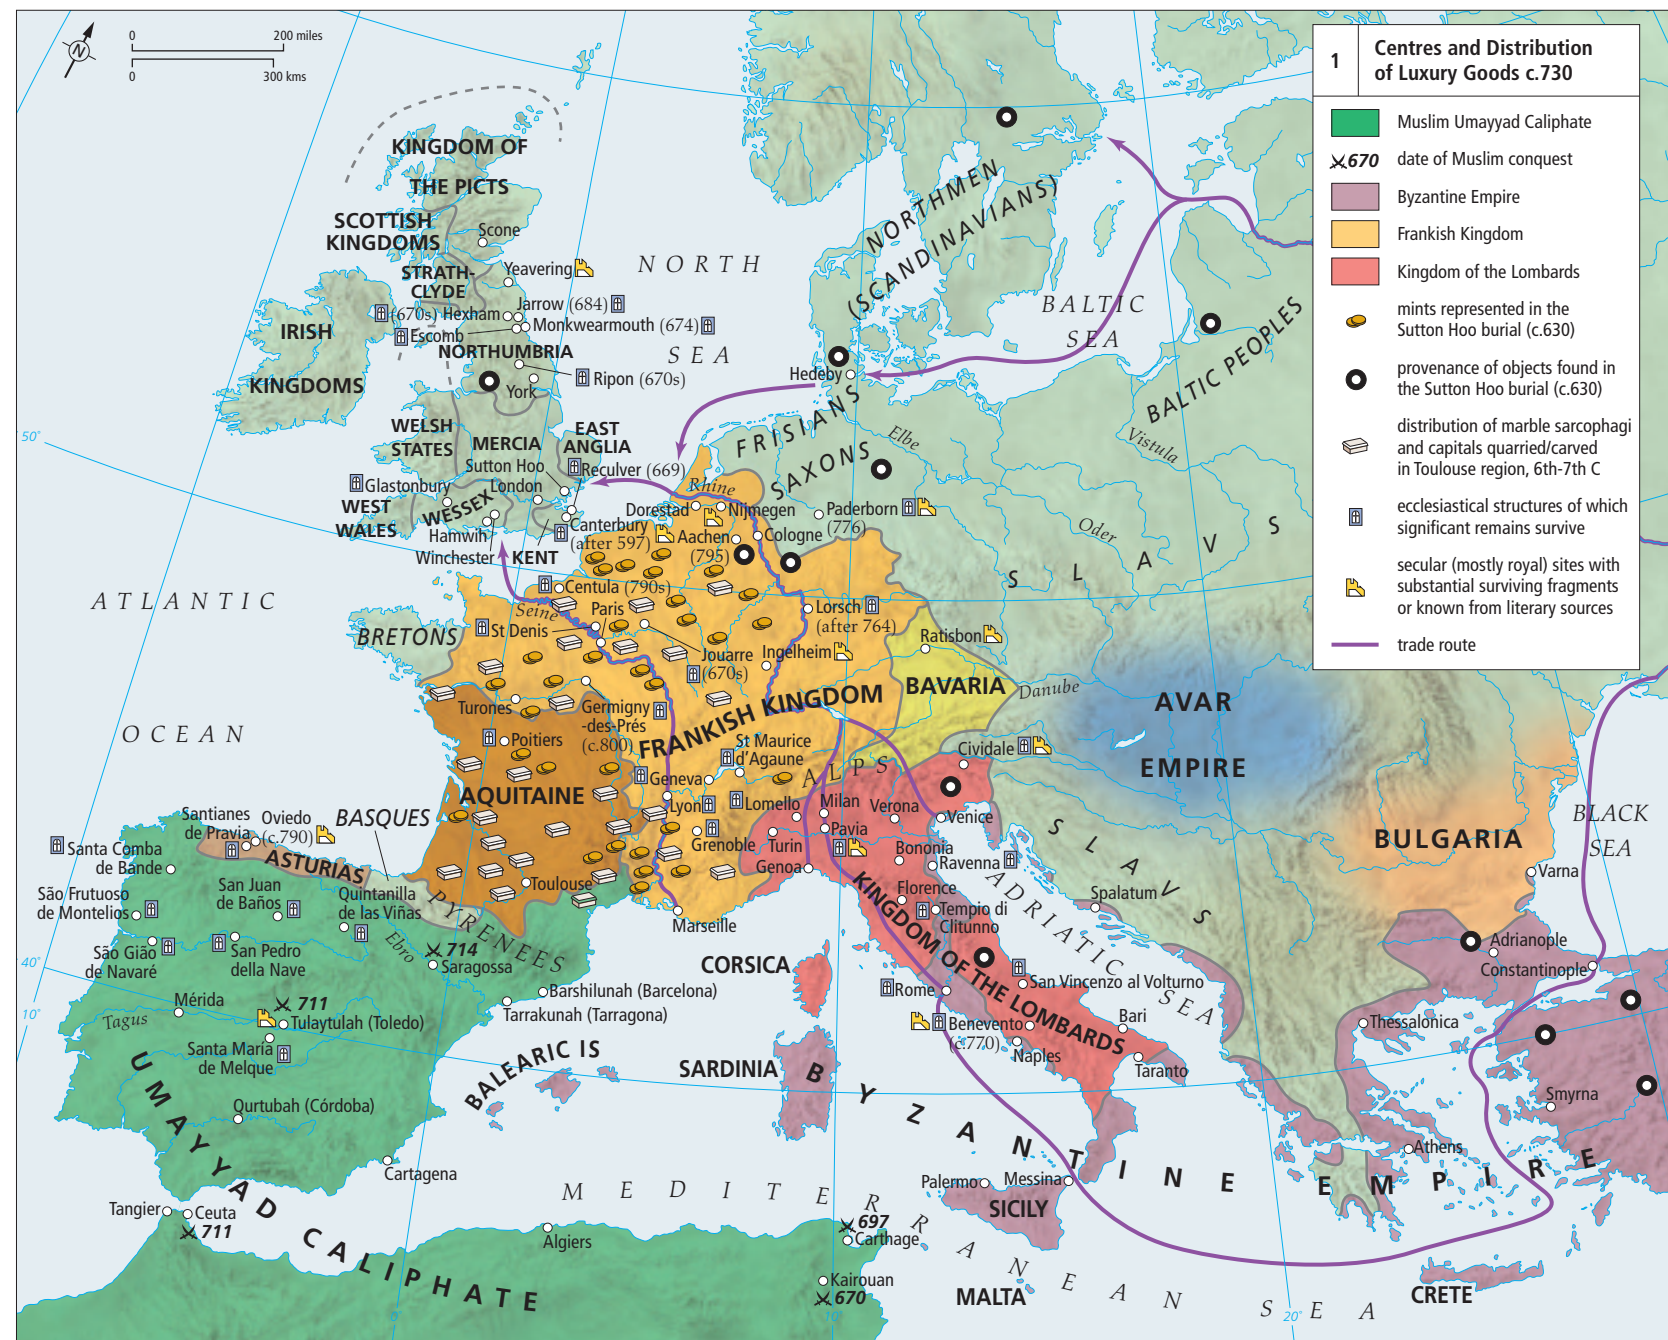 N
0
200 miles
0
300 kms
1
Centres and Distribution
of Luxury Goods c.730
Muslim Umayyad Caliphate
670
date of Muslim conquest
Byzantine Empire
Frankish Kingdom
Kingdom of the Lombards
mints represented in the
Sutton Hoo burial (c.630)
provenance of objects found in
the Sutton Hoo burial (c.630)
distribution of marble sarcophagi
and capitals quarried/carved
in Toulouse region, 6th-7th C
ecclesiastical structures of which
significant remains survive
secular (mostly royal) sites with
substantial surviving fragments
or known from literary sources
trade route
KINGDOM OF
THE PICTS
SCOTTISH
KINGDOMS
Scone
STRATH-
CLYDE
Yeavering
Jarrow (684)
(670s) Hexham
Monkwearmouth (674)
Escomb
NORTHUMBRIA
Ripon (670s)
York
IRISH
KINGDOMS
WELSH
STATES
MERCIA
EAST
ANGLIA
Sutton Hoo
Reculver (669)
London
Glastonbury
WEST
WALES
WESSEX
Hamwih
Winchester
KENT
Canterbury
(after 597)
NORTH
SEA
NORTHMEN
(SCANDINAVIANS)
BALTIC
SEA
BALTIC PEOPLES
Hedeby
FRISIANS
SAXONS
Elbe
Vistula
Oder
SLAVS
Rhine
Dorestad
Nijmegen
Paderborn
(776)
Aachen
(795)
Cologne
Centula (790s)
Seine
Paris
St Denis
Lorsch
(after 764)
Jouarre
(670s)
Ingelheim
Ratisbon
BAVARIA
Danube
AVAR
EMPIRE
ATLANTIC
OCEAN
BRETONS
Turones
Germigny
-des-Prés
(c.800)
FRANKISH KINGDOM
Poitiers
St Maurice
d'Agaune
Geneva
ALPS
Cividale
AQUITAINE
Lyon
Lomello
Milan
Verona
Venice
Grenoble
Turin
Pavia
Genoa
Bononia
Ravenna
BASQUES
Santianes
de Pravia
Oviedo
(c.790)
ASTURIAS
Santa Comba
de Bande
São Frutuoso
de Montelios
San Juan
de Baños
Quintanilla
de las Viñas
São Gião
de Navaré
San Pedro
della Nave
Ebro
714
Saragossa
PYRENEES
Toulouse
Marseille
Florence
Tempio di
Clitunno
KINGDOM OF THE LOMBARDS
ADRIATIC SEA
SLAVS
Spalatum
BULGARIA
BLACK
SEA
Varna
Adrianople
Constantinople
CORSICA
San Vincenzo al Volturno
Rome
Benevento
(c.770)
Bari
Naples
Taranto
Thessalonica
Mérida
711
Tagus
Tulaytulah (Toledo)
Barshilunah (Barcelona)
Tarrakunah (Tarragona)
Santa Maria
de Melque
BALEARIC IS
SARDINIA
BYZANTINE EMPIRE
Smyrna
Athens
Qurtubah (Córdoba)
UMAYYAD CALIPHATE
Cartagena
Tangier
Ceuta
711
Algiers
MEDITERRANEAN SEA
697
Carthage
Kairouan
670
Palermo
Messina
SICILY
MALTA
CRETE
50°
40°
10°
0°
10°
20°